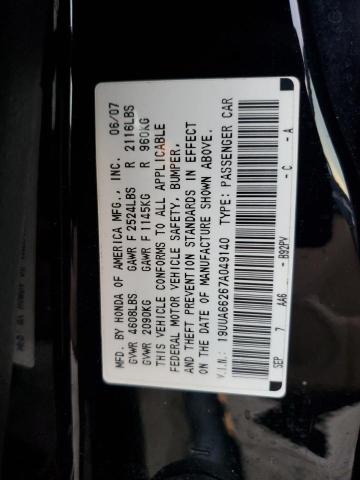 MFD. BY HONDA OF AMERICA MFG., INC. 06/07
GVWR 4608LBS GAWR F 2524LBS R 2116LBS
GVWR 2090KG GAWR F 1145KG R 960KG
THIS VEHICLE CONFORMS TO ALL APPLICABLE
FEDERAL MOTOR VEHICLE SAFETY, BUMPER,
AND THEFT PREVENTION STANDARDS IN EFFECT
ON THE DATE OF MANUFACTURE SHOWN ABOVE.
V.I.N.: 19UUA66267A049140 TYPE: PASSENGER CAR
SEP 7 AA6 - B92PV - C - A